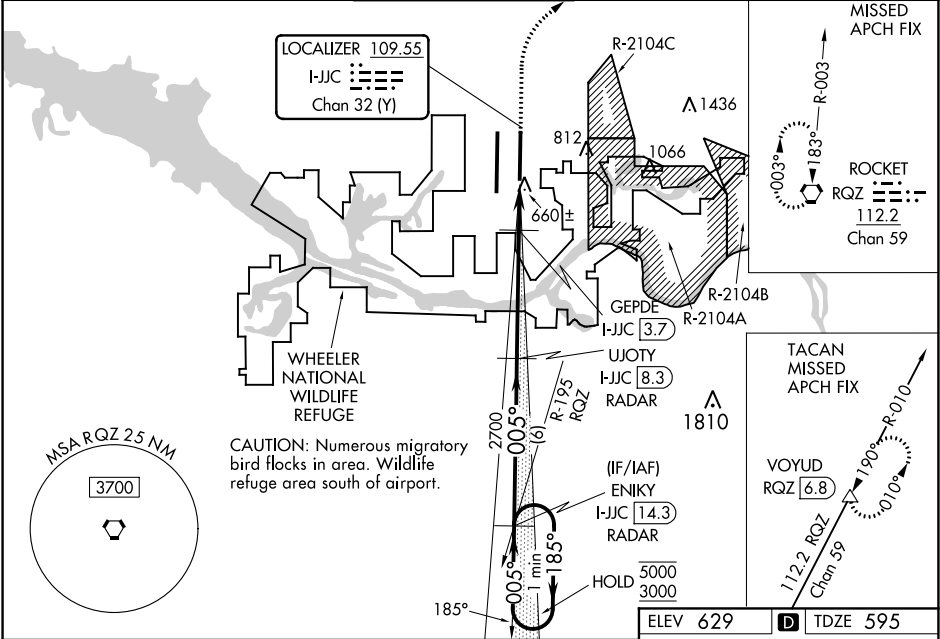 LOCALIZER 109.55
I-JJC
Chan 32 (Y)
R-2104C
1436
812
1066
660 ±
MISSED
APCH FIX
R-003
183°
003°
ROCKET
RQZ
112.2
Chan 59
R-2104B
R-2104A
GEPDE
I-JJC 3.7
UJOTY
I-JJC 8.3
RADAR
WHEELER
NATIONAL
WILDLIFE
REFUGE
2700
005°
(6)
R-195
RQZ
1810
TACAN
MISSED
APCH FIX
R-010
190°
010°
VOYUD
RQZ 6.8
112.2 RQZ
Chan 59
MSA RQZ 25 NM
3700
CAUTION: Numerous migratory
bird flocks in area. Wildlife
refuge area south of airport.
(IF/IAF)
ENIKY
I-JJC 14.3
RADAR
005°
1 min
185°
HOLD 5000
3000
185°
ELEV 629 D TDZE 595